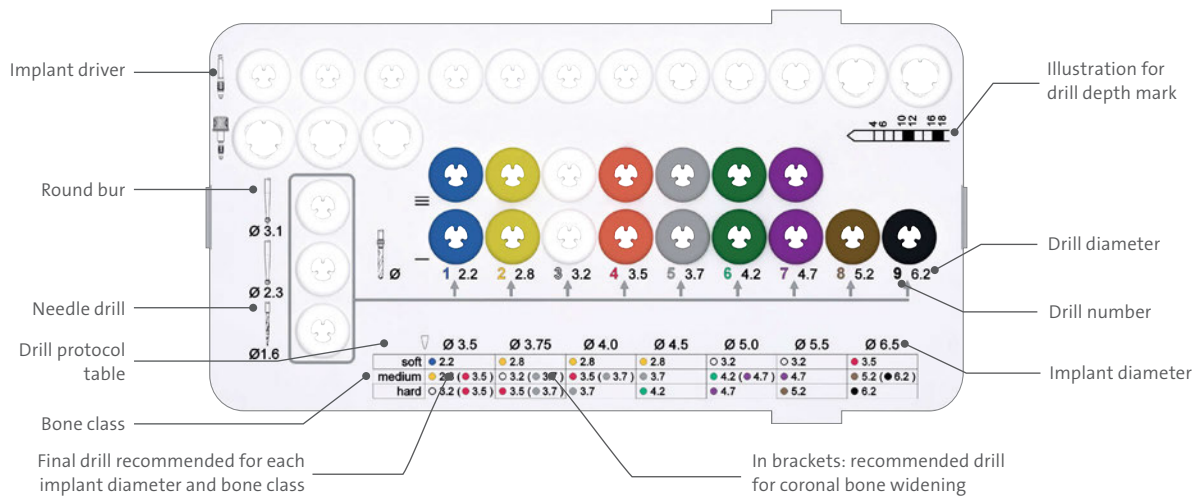 Implant driver
Illustration for
drill depth mark
4 6 10 12 16 18
Round bur
Ø 3.1
Ø
Drill diameter
1 2.2 2 2.8 3 3.2 4 3.5 5 3.7 6 4.2 7 4.7 8 5.2 9 6.2
Ø 2.3
Needle drill
Drill number
Ø1.6
Drill protocol
table
Ø 3.5 Ø 3.75 Ø 4.0 Ø 4.5 Ø 5.0 Ø 5.5 Ø 6.5
Implant diameter
soft 2.2 2.8 2.8 2.8 3.2 3.2 3.5
medium ( 3.5 ) 3.2 ( 3.5 ( 3.7 ) 3.7 4.2 ( 4.7 ) 4.7 5.2 ( 6.2 )
hard 3.2 ( 3.5 ) 3.5 ( 3.7 ) 3.7 4.2 4.7 5.2 6.2
Bone class
Final drill recommended for each
implant diameter and bone class
In brackets: recommended drill
for coronal bone widening